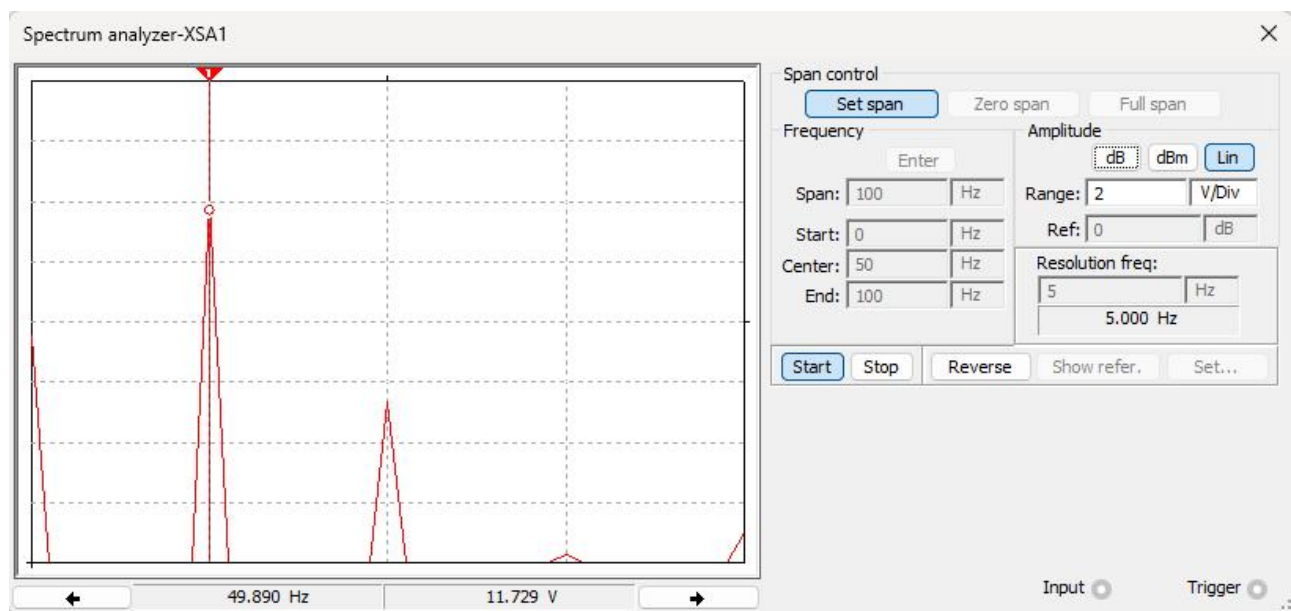 Spectrum analyzer-XSA1
1
Span control
Set span Zero span Full span
Frequency
Enter
Span: 100 Hz
Start: 0 Hz
Center: 50 Hz
End: 100 Hz
Amplitude
dB dBm Lin
Range: 2 V/Div
Ref: 0 dB
Resolution freq:
5 Hz
5.000 Hz
Start Stop Reverse Show refer. Set...
49.890 Hz 11.729 V
Input Trigger